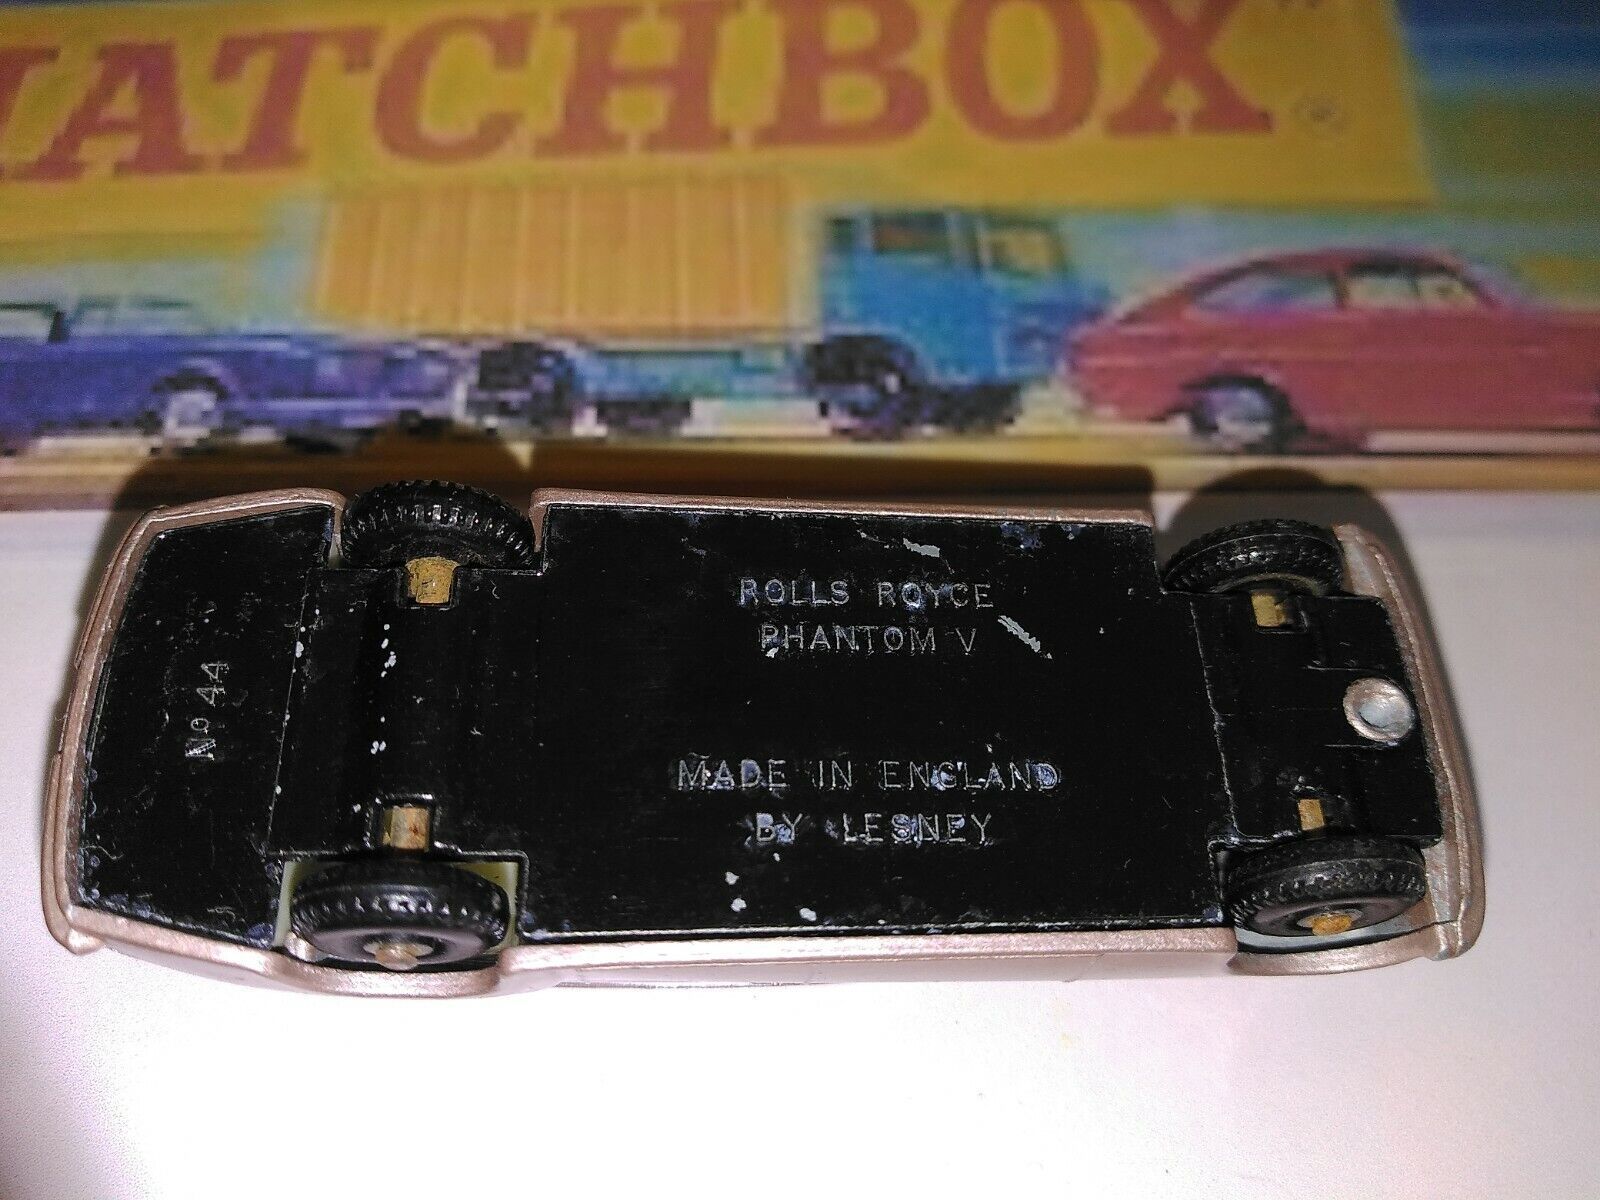 MATCHBOX
ROLLS ROYCE
PHANTOM V
Nº 44
MADE IN ENGLAND
BY LESNEY